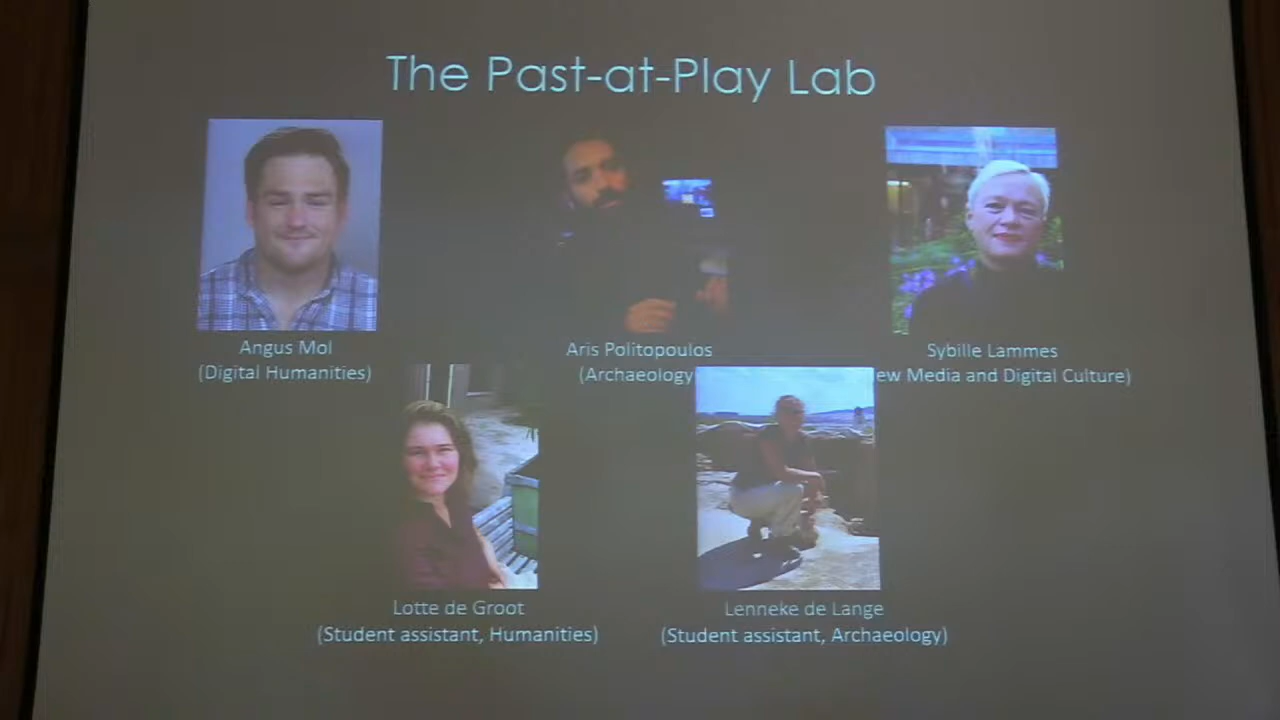 The Past-at-Play Lab
Angus Mol
(Digital Humanities)
Aris Politopoulos
(Archaeology
Sybille Lammes
ew Media and Digital Culture)
Lotte de Groot
(Student assistant, Humanities)
Lenneke de Lange
(Student assistant, Archaeology)